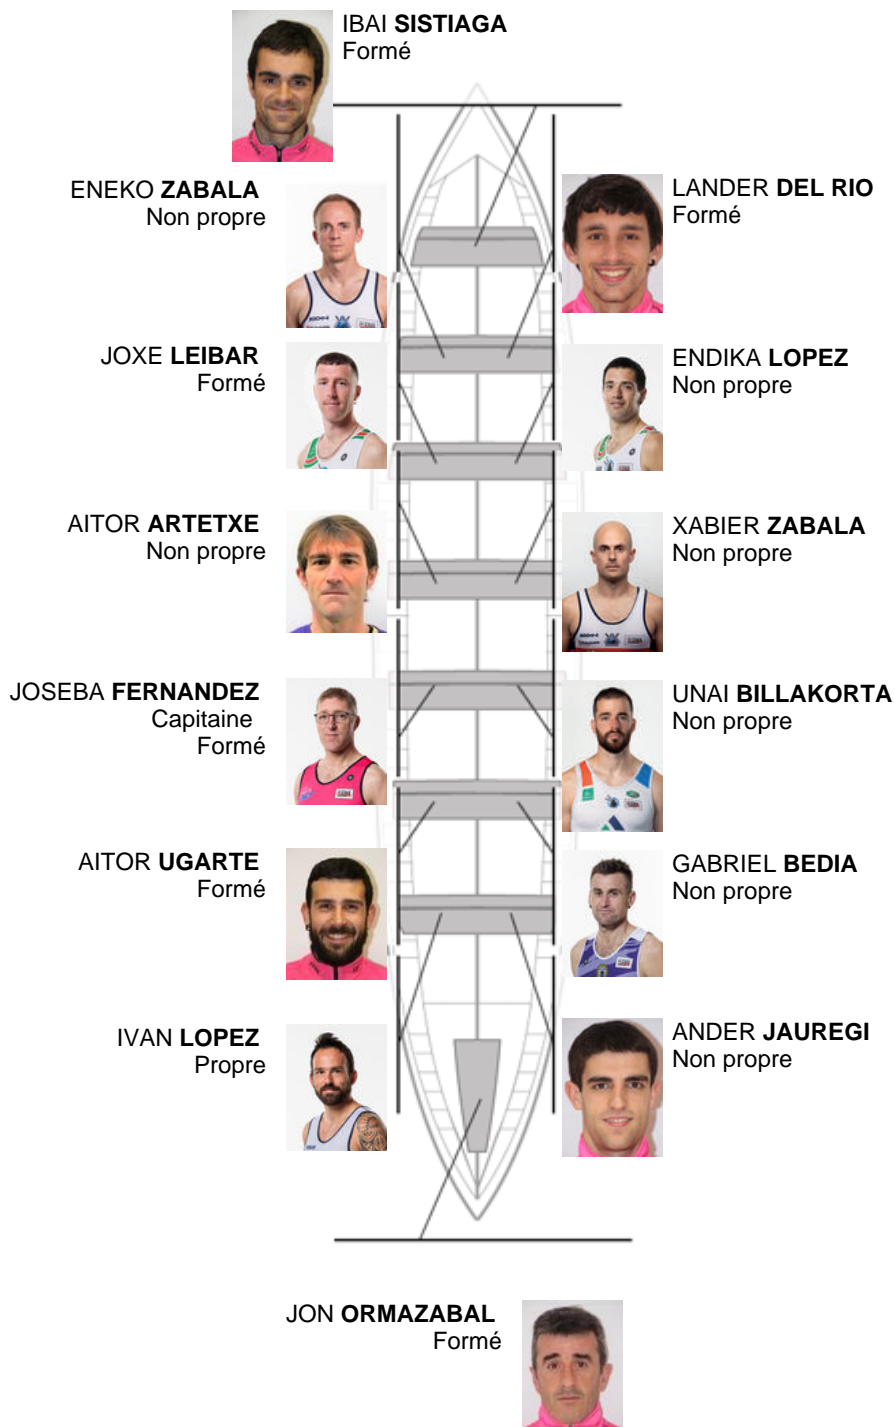 IBAI SISTIAGA
Formé
ENEKO ZABALA
Non propre
LANDER DEL RIO
Formé
JOXE LEIBAR
Formé
ENDIKA LOPEZ
Non propre
AITOR ARTETXE
Non propre
XABIER ZABALA
Non propre
JOSEBA FERNANDEZ
Capitaine
Formé
UNAI BILLAKORTA
Non propre
AITOR UGARTE
Formé
GABRIEL BEDIA
Non propre
IVAN LOPEZ
Propre
ANDER JAUREGI
Non propre
JON ORMAZABAL
Formé